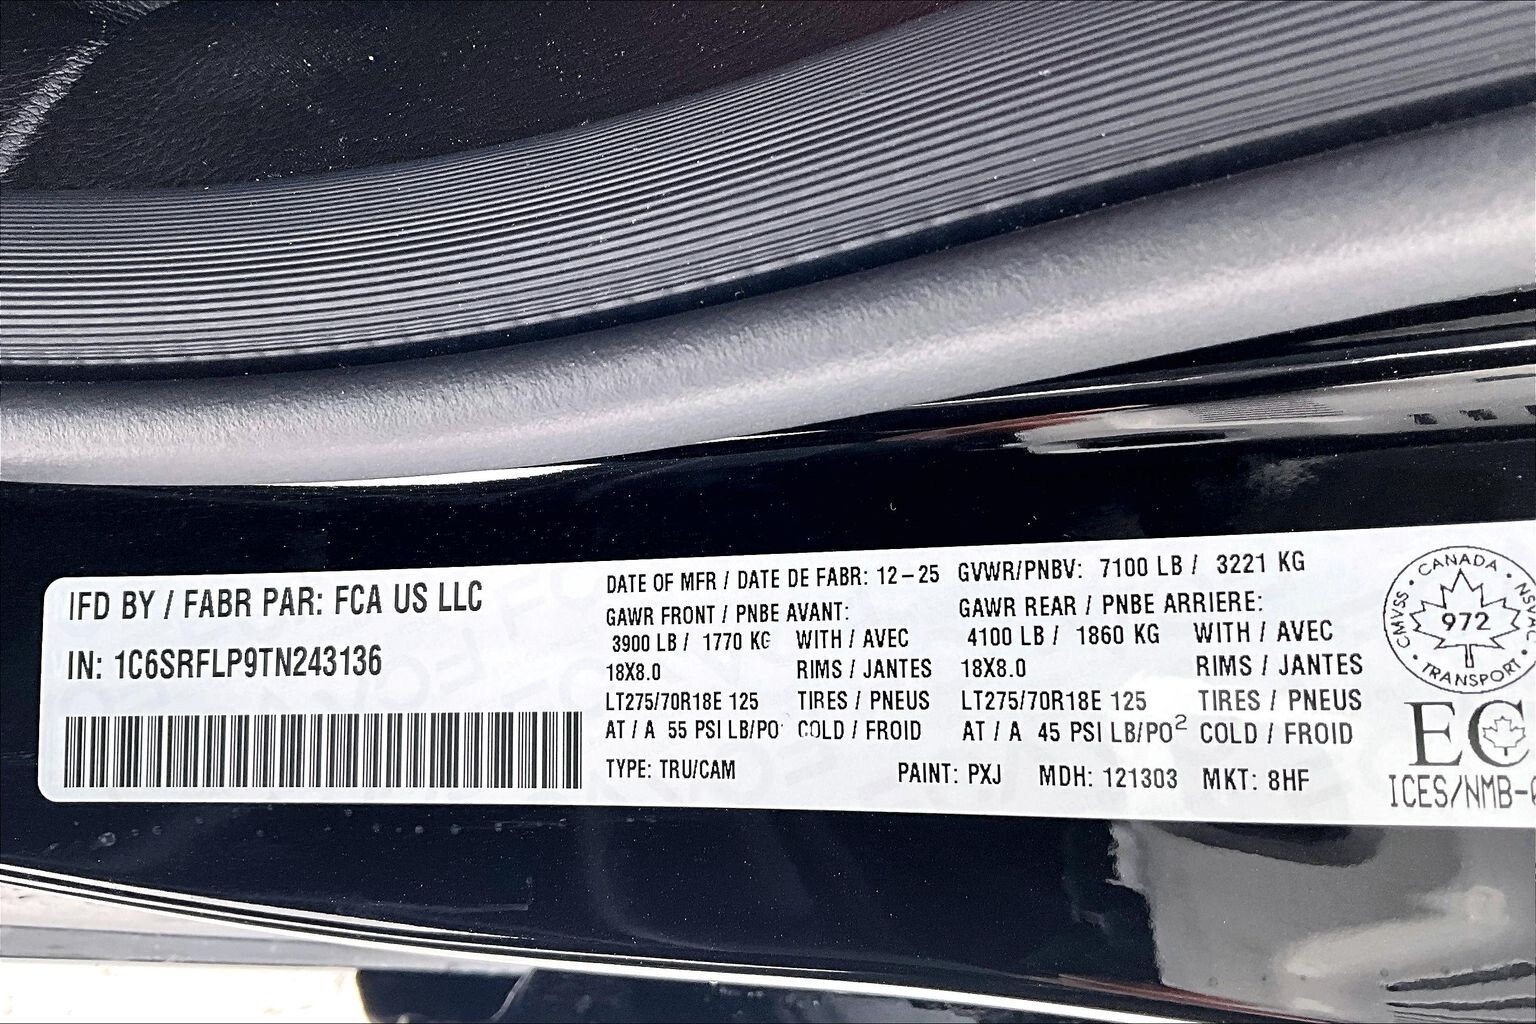 IFD BY / FABR PAR: FCA US LLC
IN: 1C6SRFLP9TN243136
DATE OF MFR / DATE DE FABR: 12-25 GVWR/PNBV: 7100 LB / 3221 KG
GAWR FRONT / PNBE AVANT: GAWR REAR / PNBE ARRIERE:
3900 LB / 1770 KG WITH / AVEC 4100 LB / 1860 KG WITH / AVEC
18X8.0 RIMS / JANTES 18X8.0 RIMS / JANTES
LT275/70R18E 125 TIRES / PNEUS LT275/70R18E 125 TIRES / PNEUS
AT / A 55 PSI LB/PO COLD / FROID AT / A 45 PSI LB/PO² COLD / FROID
TYPE: TRU/CAM PAINT: PXJ MDH: 121303 MKT: 8HF
CANADA
CMVSS
972
TRANSPORT
EC
ICES/NMB-